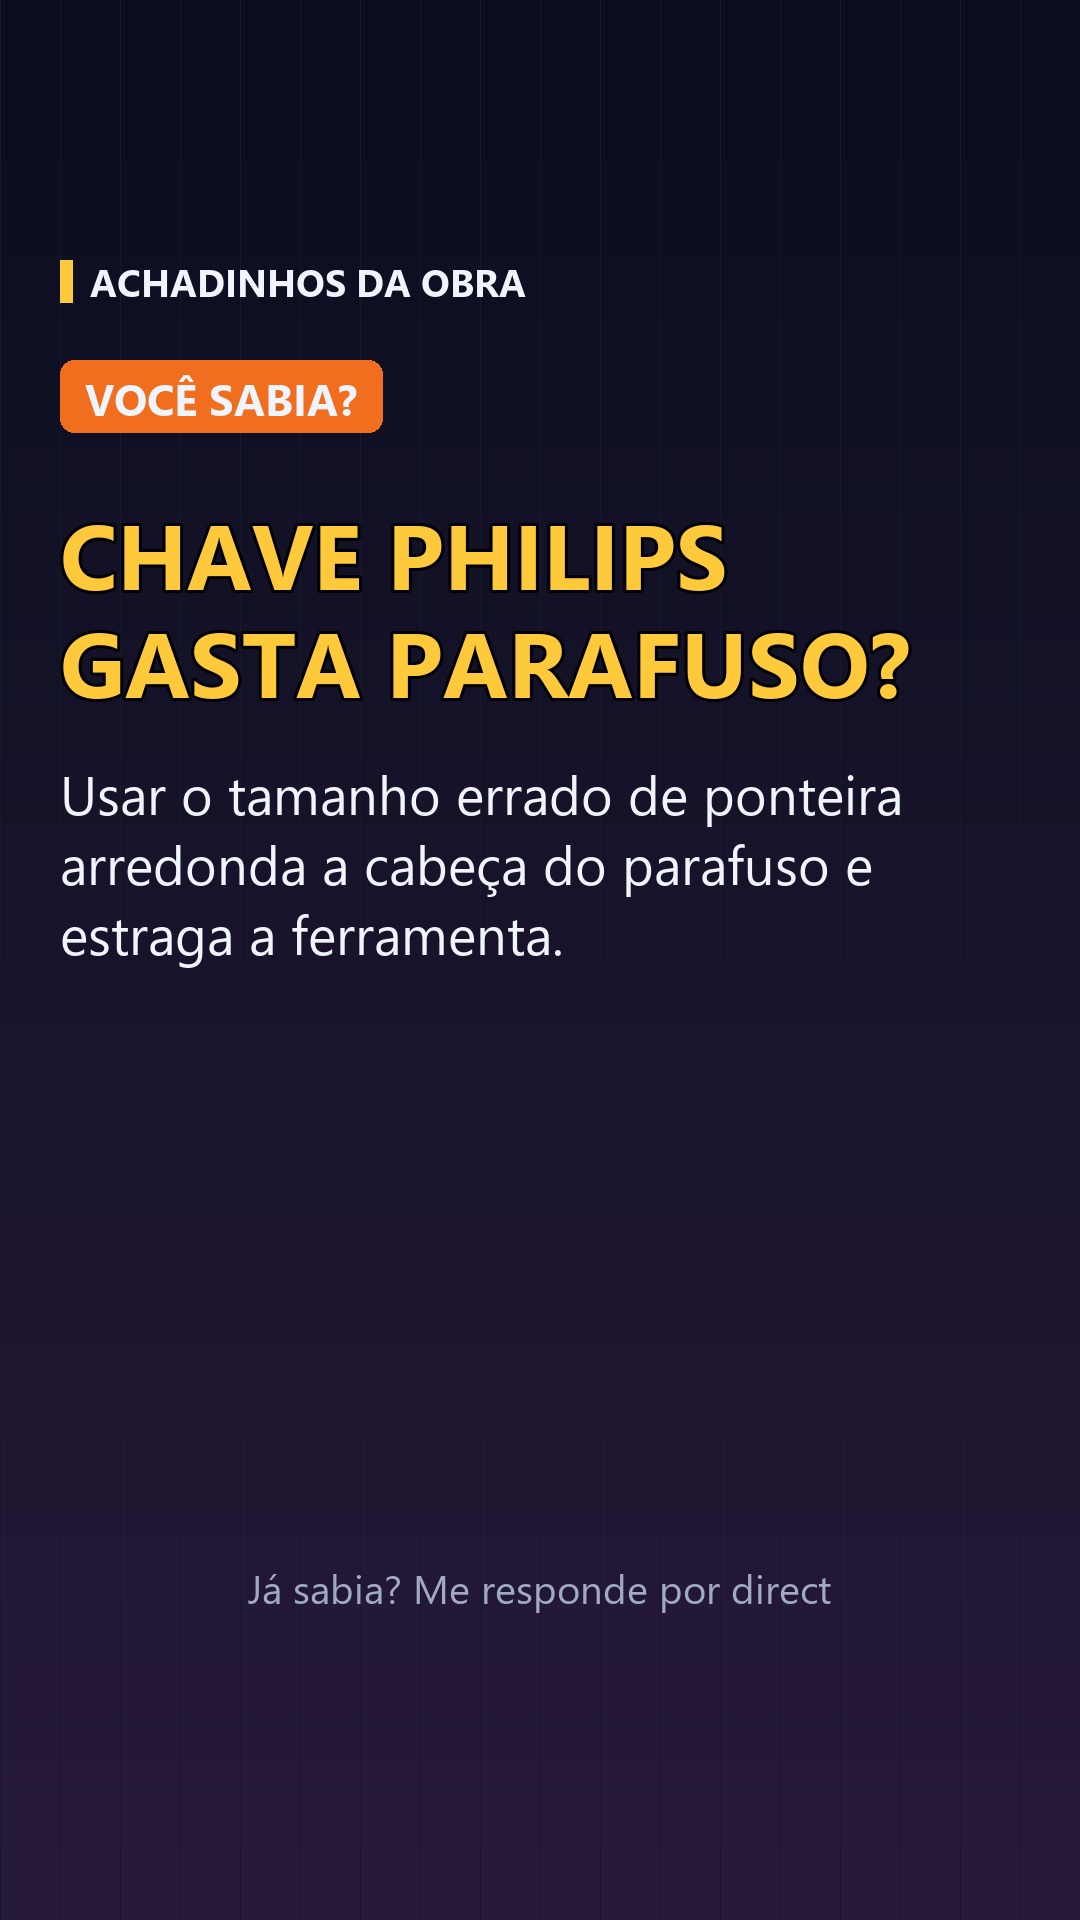 ACHADINHOS DA OBRA
VOCÊ SABIA?
CHAVE PHILIPS
GASTA PARAFUSO?
Usar o tamanho errado de ponteira
arredonda a cabeça do parafuso e
estraga a ferramenta.
Já sabia? Me responde por direct